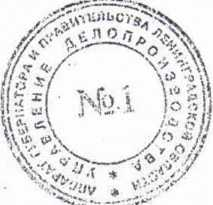 АППАРАТ ГУБЕРНАТОРА И ПРАВИТЕЛЬСТВА ЛЕНИНГРАДСКОЙ ОБЛАСТИ *
УПРАВЛЕНИЕ ДЕЛОПРОИЗВОДСТВА *
№1